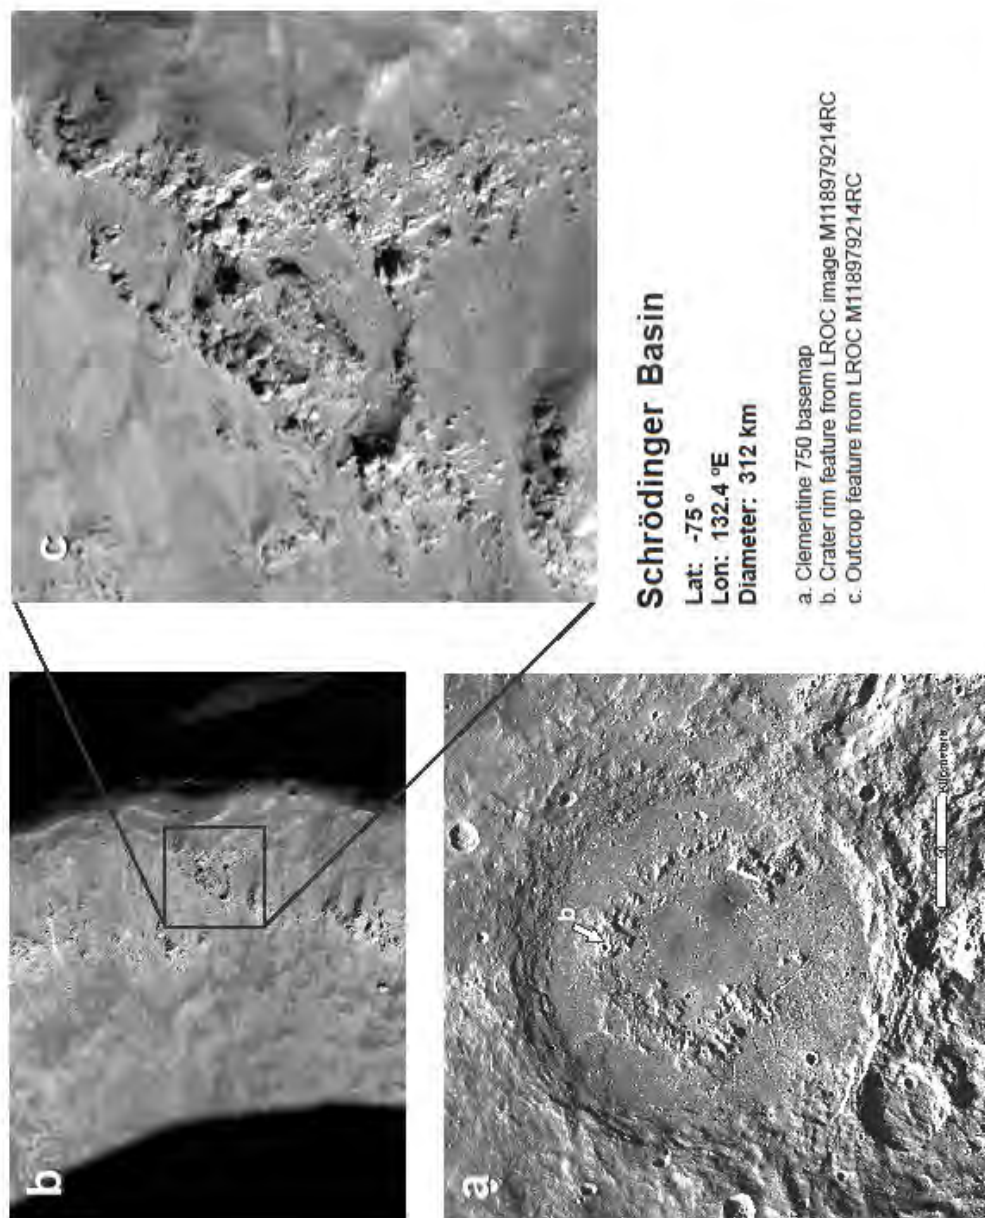 Schrödinger Basin
Lat: -75°
Lon: 132.4 °E
Diameter: 312 km
a. Clementine 750 basemap
b. Crater rim feature from LROC image M118979214RC
c. Outcrop feature from LROC M118979214RC
a
b
c
b
Kilometers